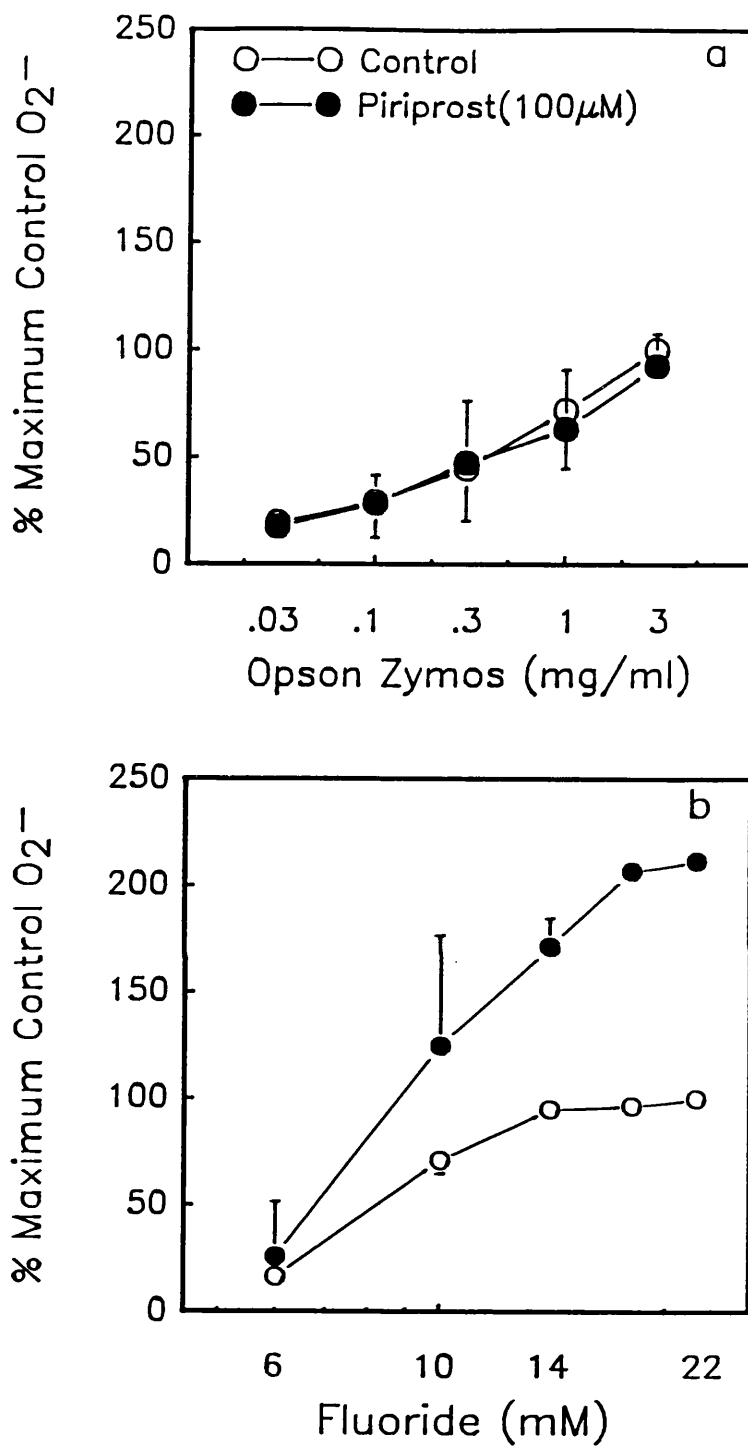 250
200
150
100
50
0
% Maximum Control O2−
Control
Piriprost(100μM)
a
.03 .1 .3 1 3
Opson Zymos (mg/ml)
250
200
150
100
50
0
% Maximum Control O2−
b
6 10 14 22
Fluoride (mM)